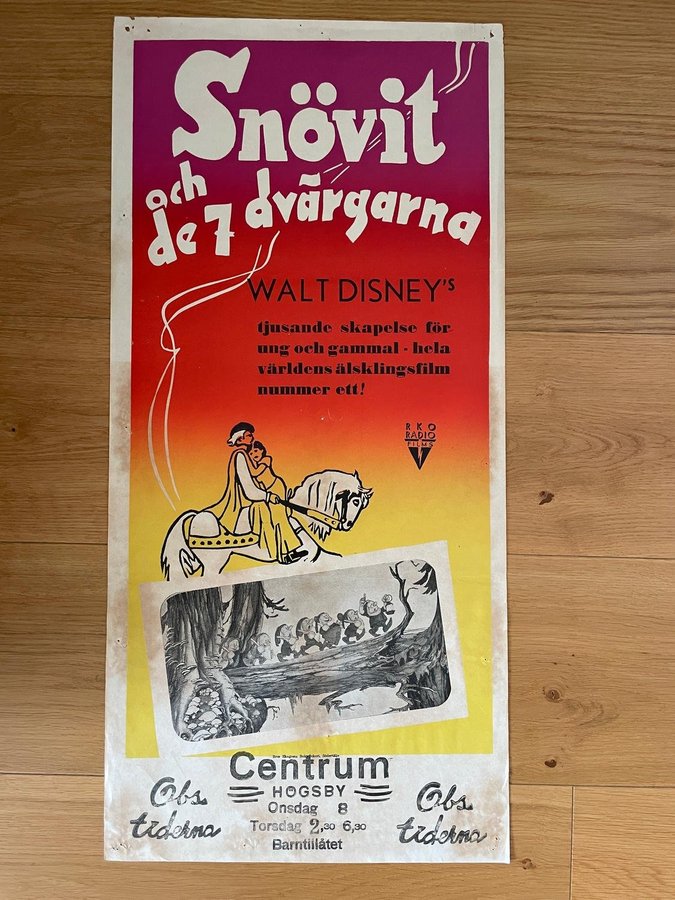 Snövit
och
de 7 dvärgarna
WALT DISNEY's
tjusande skapelse för
ung och gammal - hela
världens älsklingsfilm
nummer ett!
RKO
RADIO
FILMS
Centrum
HÖGSBY
Onsdag 8
Torsdag 2,30 6,30
Barntillåtet
Obs.
tiderna
Obs.
tiderna